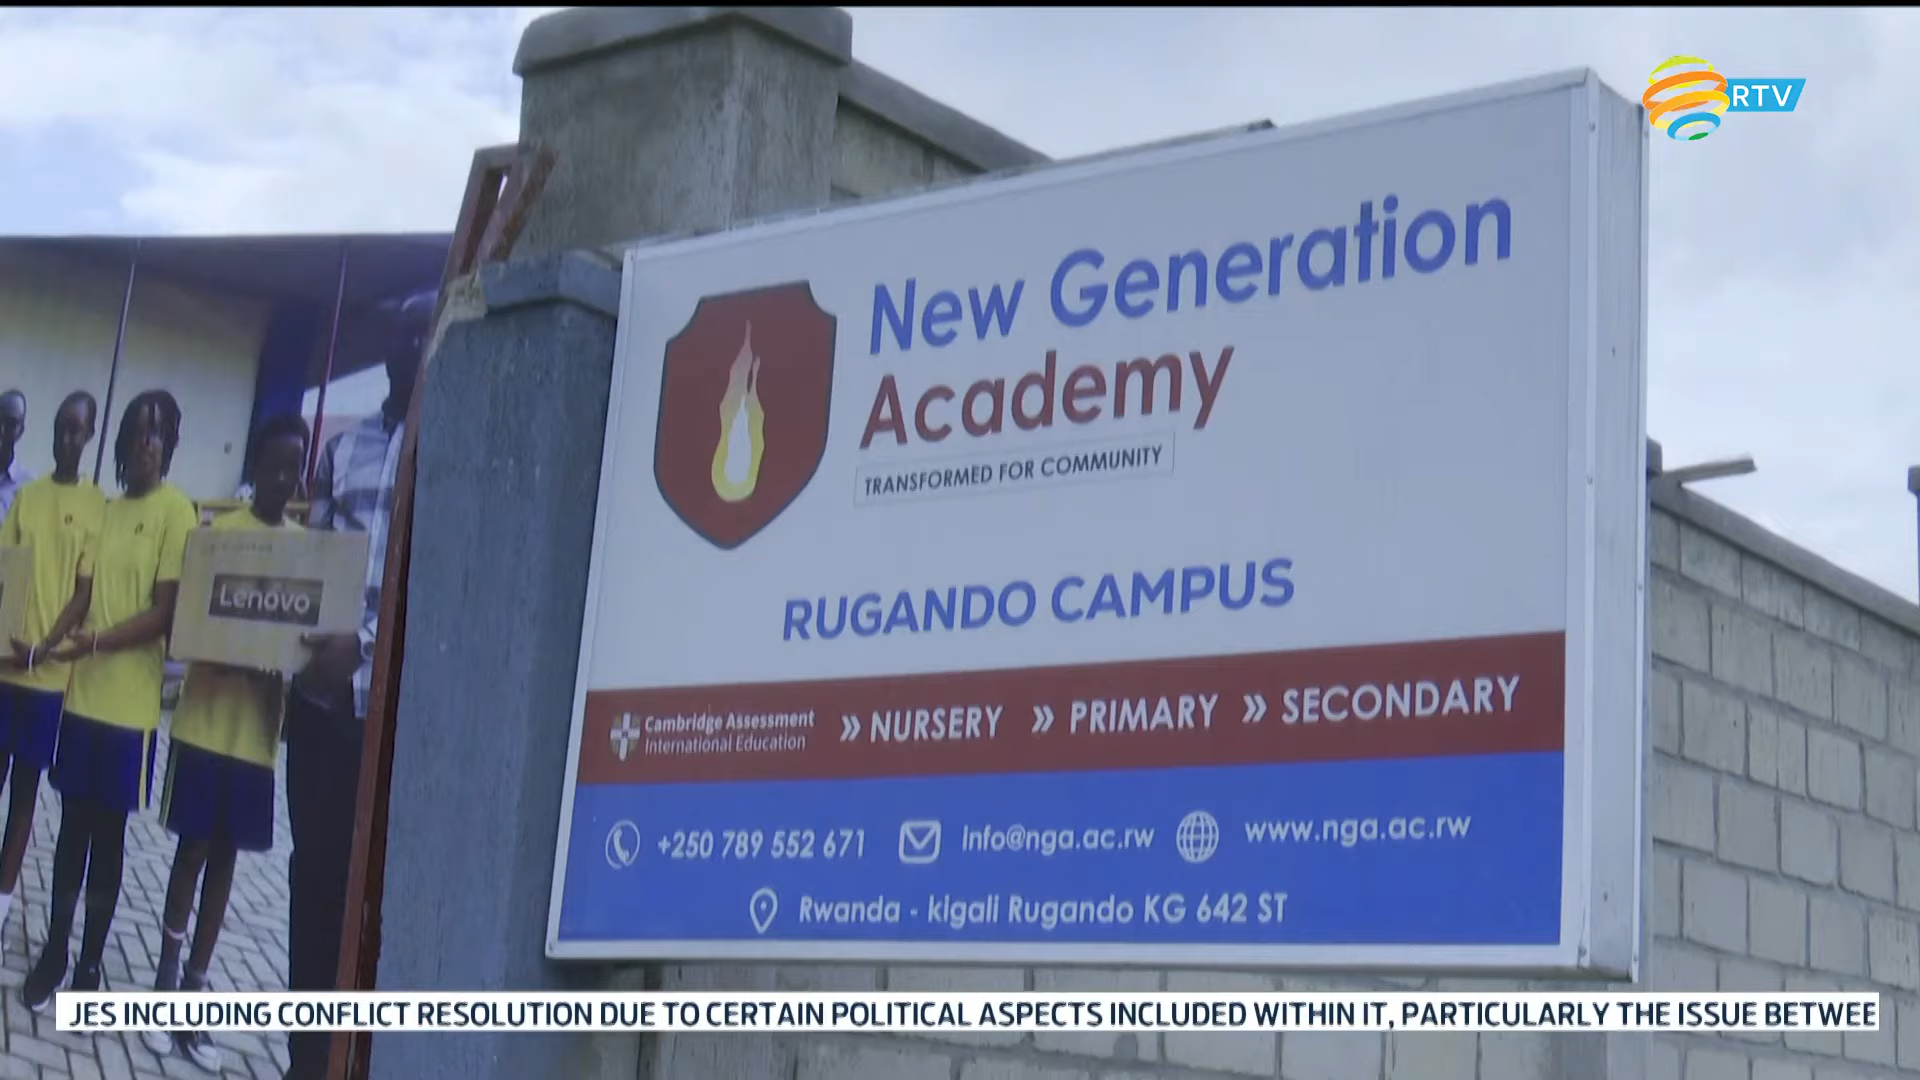 RTV
New Generation
Academy
TRANSFORMED FOR COMMUNITY
RUGANDO CAMPUS
Lenovo
Cambridge Assessment
International Education
» NURSERY » PRIMARY » SECONDARY
+250 789 552 671 info@nga.ac.rw www.nga.ac.rw
Rwanda - kigali Rugando KG 642 ST
JES INCLUDING CONFLICT RESOLUTION DUE TO CERTAIN POLITICAL ASPECTS INCLUDED WITHIN IT, PARTICULARLY THE ISSUE BETWEE